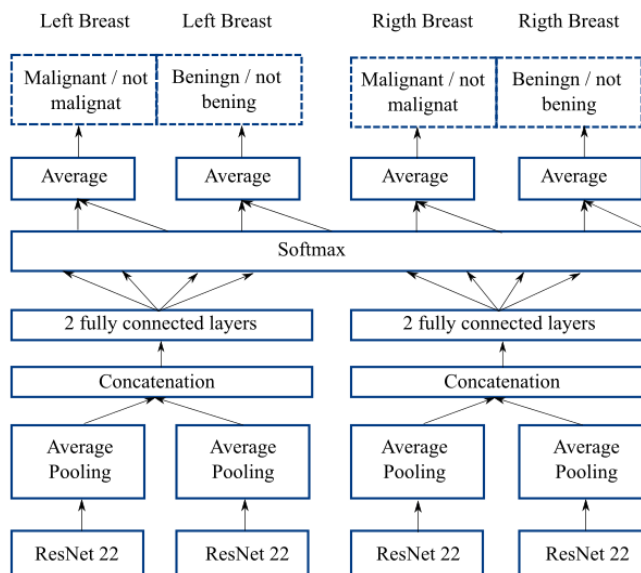 Left Breast Left Breast Rigth Breast Rigth Breast
Malignant / not Beningn / not Malignant / not Beningn / not
malignat bening malignat bening
Average Average Average Average
Softmax
2 fully connected layers 2 fully connected layers
Concatenation Concatenation
Average Average Average Average
Pooling Pooling Pooling Pooling
ResNet 22 ResNet 22 ResNet 22 ResNet 22